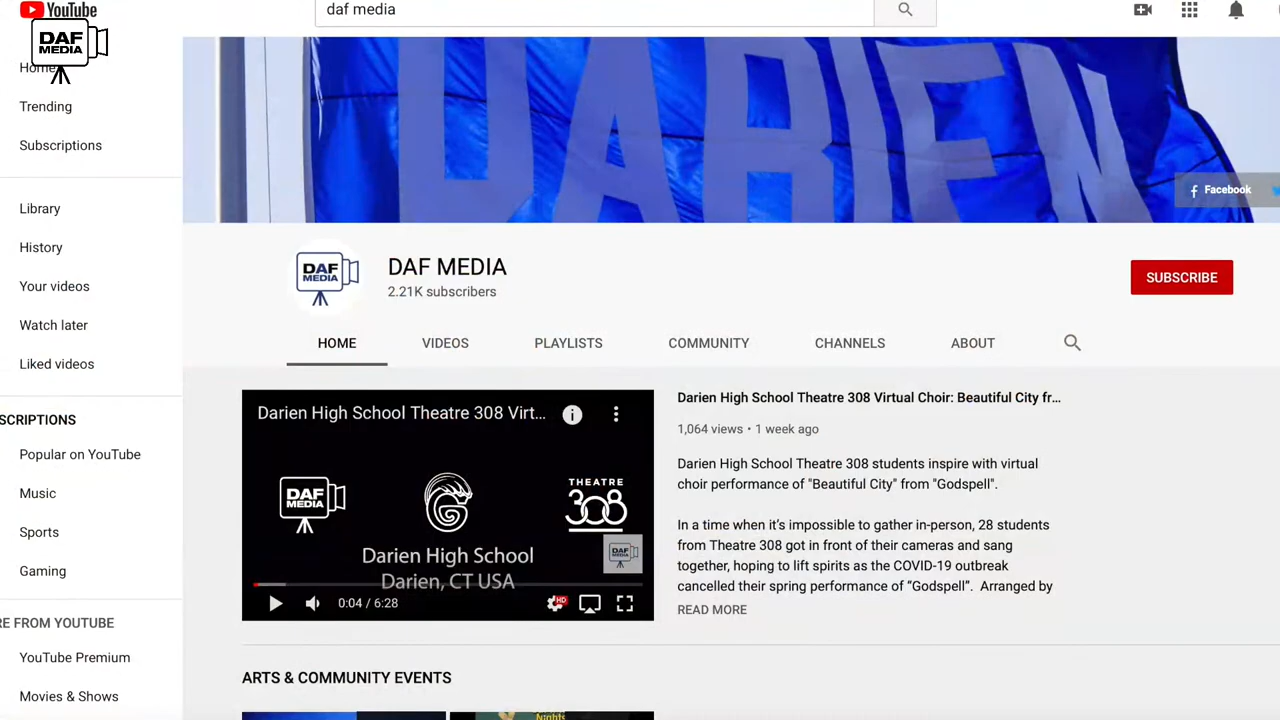 YouTube
daf media
DAF
MEDIA
Home
Trending
Subscriptions
Library
History
Your videos
Watch later
Liked videos
SCRIPTIONS
Popular on YouTube
Music
Sports
Gaming
RE FROM YOUTUBE
YouTube Premium
Movies & Shows
DARIEN
Facebook
DAF
MEDIA
DAF MEDIA
2.21K subscribers
SUBSCRIBE
HOME
VIDEOS
PLAYLISTS
COMMUNITY
CHANNELS
ABOUT
Darien High School Theatre 308 Virt...
DAF
MEDIA
THEATRE
308
Darien High School
Darien, CT USA
DAF
MEDIA
0:04 / 6:28
HD
Darien High School Theatre 308 Virtual Choir: Beautiful City fr...
1,064 views • 1 week ago
Darien High School Theatre 308 students inspire with virtual
choir performance of "Beautiful City" from "Godspell".
In a time when it's impossible to gather in-person, 28 students
from Theatre 308 got in front of their cameras and sang
together, hoping to lift spirits as the COVID-19 outbreak
cancelled their spring performance of “Godspell”. Arranged by
READ MORE
ARTS & COMMUNITY EVENTS
Nights